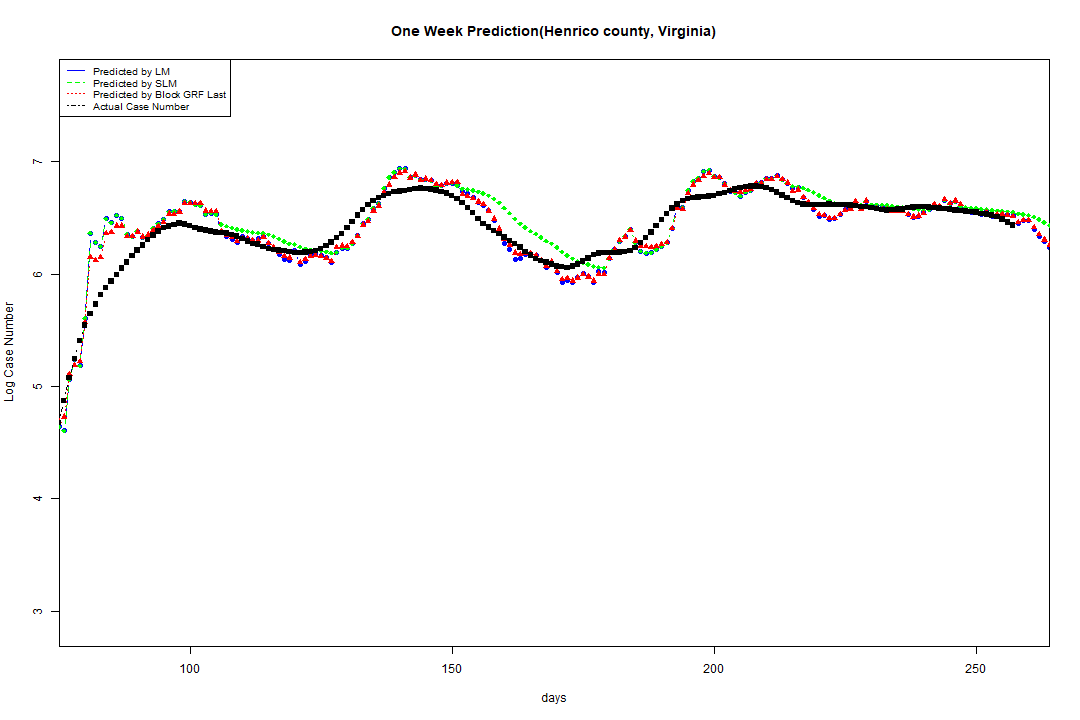 One Week Prediction(Henrico county, Virginia)
Predicted by LM
Predicted by SLM
Predicted by Block GRF Last
Actual Case Number
Log Case Number
7
6
5
4
3
100 150 200 250
days